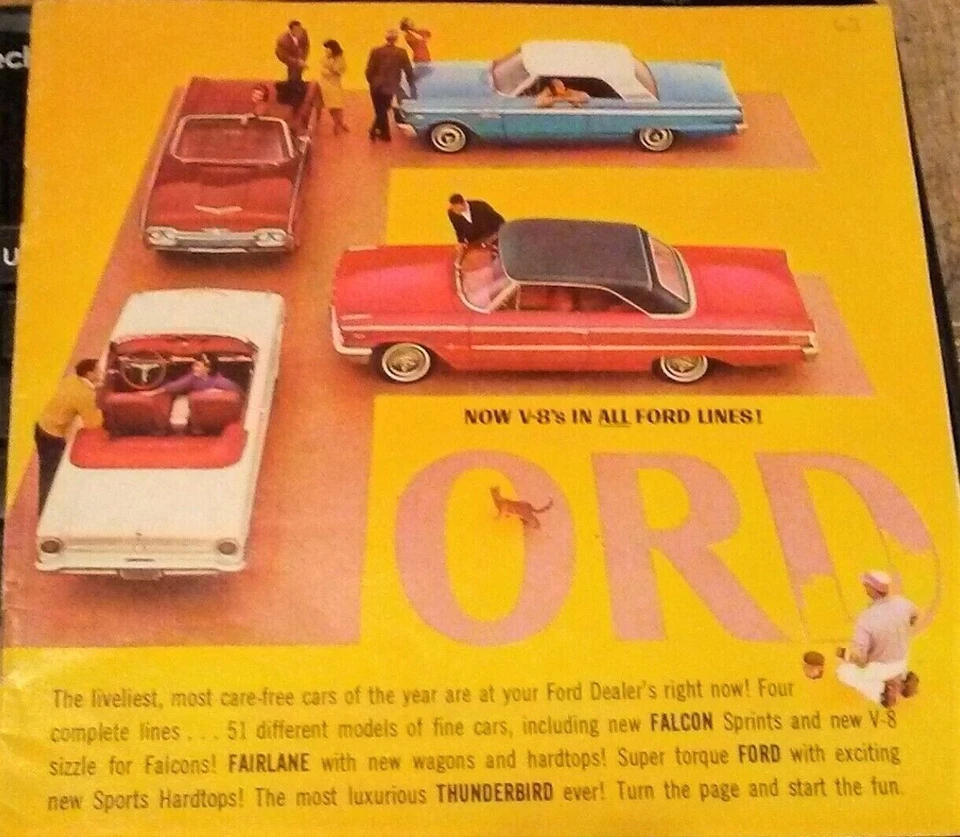 63
NOW V-8's IN ALL FORD LINES!
FORD
The liveliest, most care-free cars of the year are at your Ford Dealer's right now! Four
complete lines . . . 51 different models of fine cars, including new FALCON Sprints and new V-8
sizzle for Falcons! FAIRLANE with new wagons and hardtops! Super torque FORD with exciting
new Sports Hardtops! The most luxurious THUNDERBIRD ever! Turn the page and start the fun.